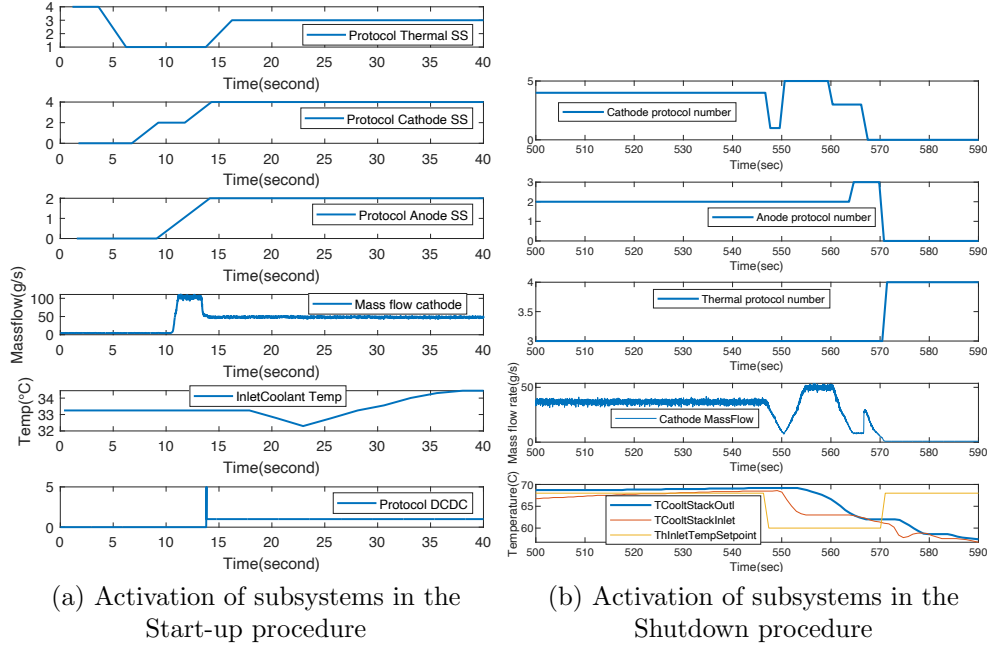 4
3
2
1
Protocol Thermal SS
0 5 10 15 20 25 30 35 40
Time(second)
4
2
0
Protocol Cathode SS
0 5 10 15 20 25 30 35 40
Time(second)
2
1
0
Protocol Anode SS
0 5 10 15 20 25 30 35 40
Time(second)
Massflow(g/s)
100
50
0
Mass flow cathode
0 5 10 15 20 25 30 35 40
Time(second)
Temp(°C)
34
33
32
InletCoolant Temp
0 5 10 15 20 25 30 35 40
Time(second)
5
0
Protocol DCDC
0 5 10 15 20 25 30 35 40
Time(second)
(a) Activation of subsystems in the
Start-up procedure
5
0
Cathode protocol number
500 510 520 530 540 550 560 570 580 590
Time(sec)
3
2
1
0
Anode protocol number
500 510 520 530 540 550 560 570 580 590
Time(sec)
4
3.5
3
Thermal protocol number
500 510 520 530 540 550 560 570 580 590
Time(sec)
Mass flow rate(g/s)
50
0
Cathode MassFlow
500 510 520 530 540 550 560 570 580 590
Time(sec)
Temperature(C)
70
65
60
TCooltStackOutl
TCooltStackInlet
ThInletTempSetpoint
500 510 520 530 540 550 560 570 580 590
Time(sec)
(b) Activation of subsystems in the
Shutdown procedure